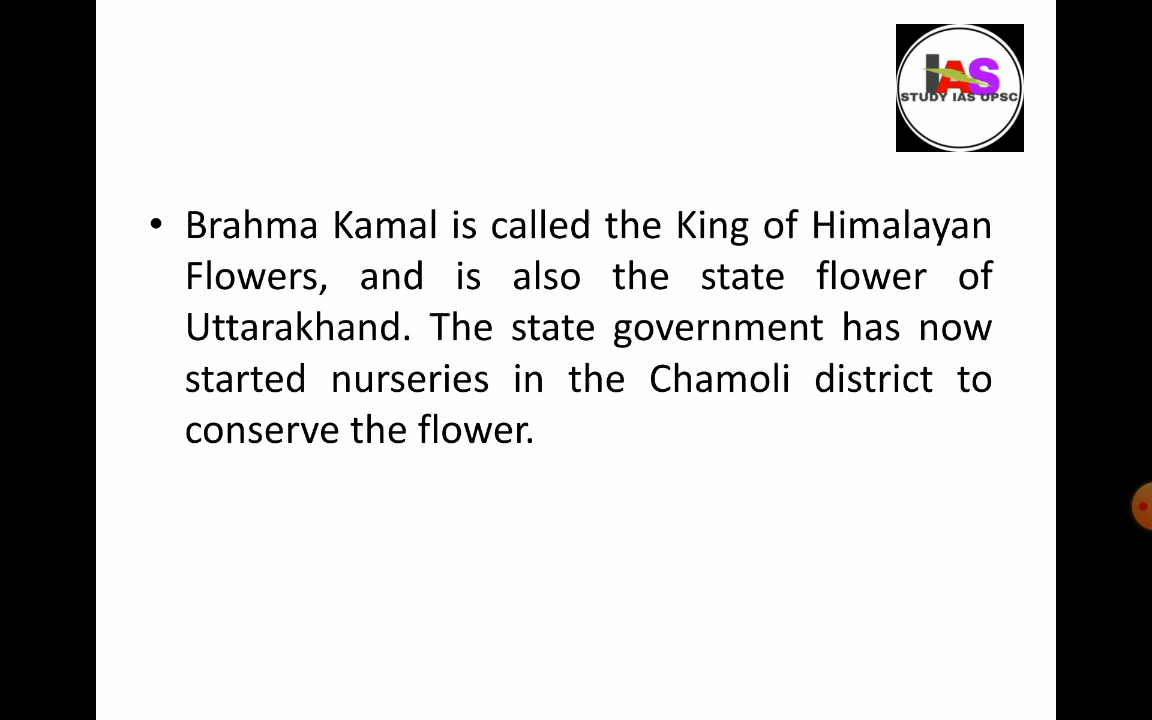 IAS
STUDY IAS UPSC
• Brahma Kamal is called the King of Himalayan
Flowers, and is also the state flower of
Uttarakhand. The state government has now
started nurseries in the Chamoli district to
conserve the flower.